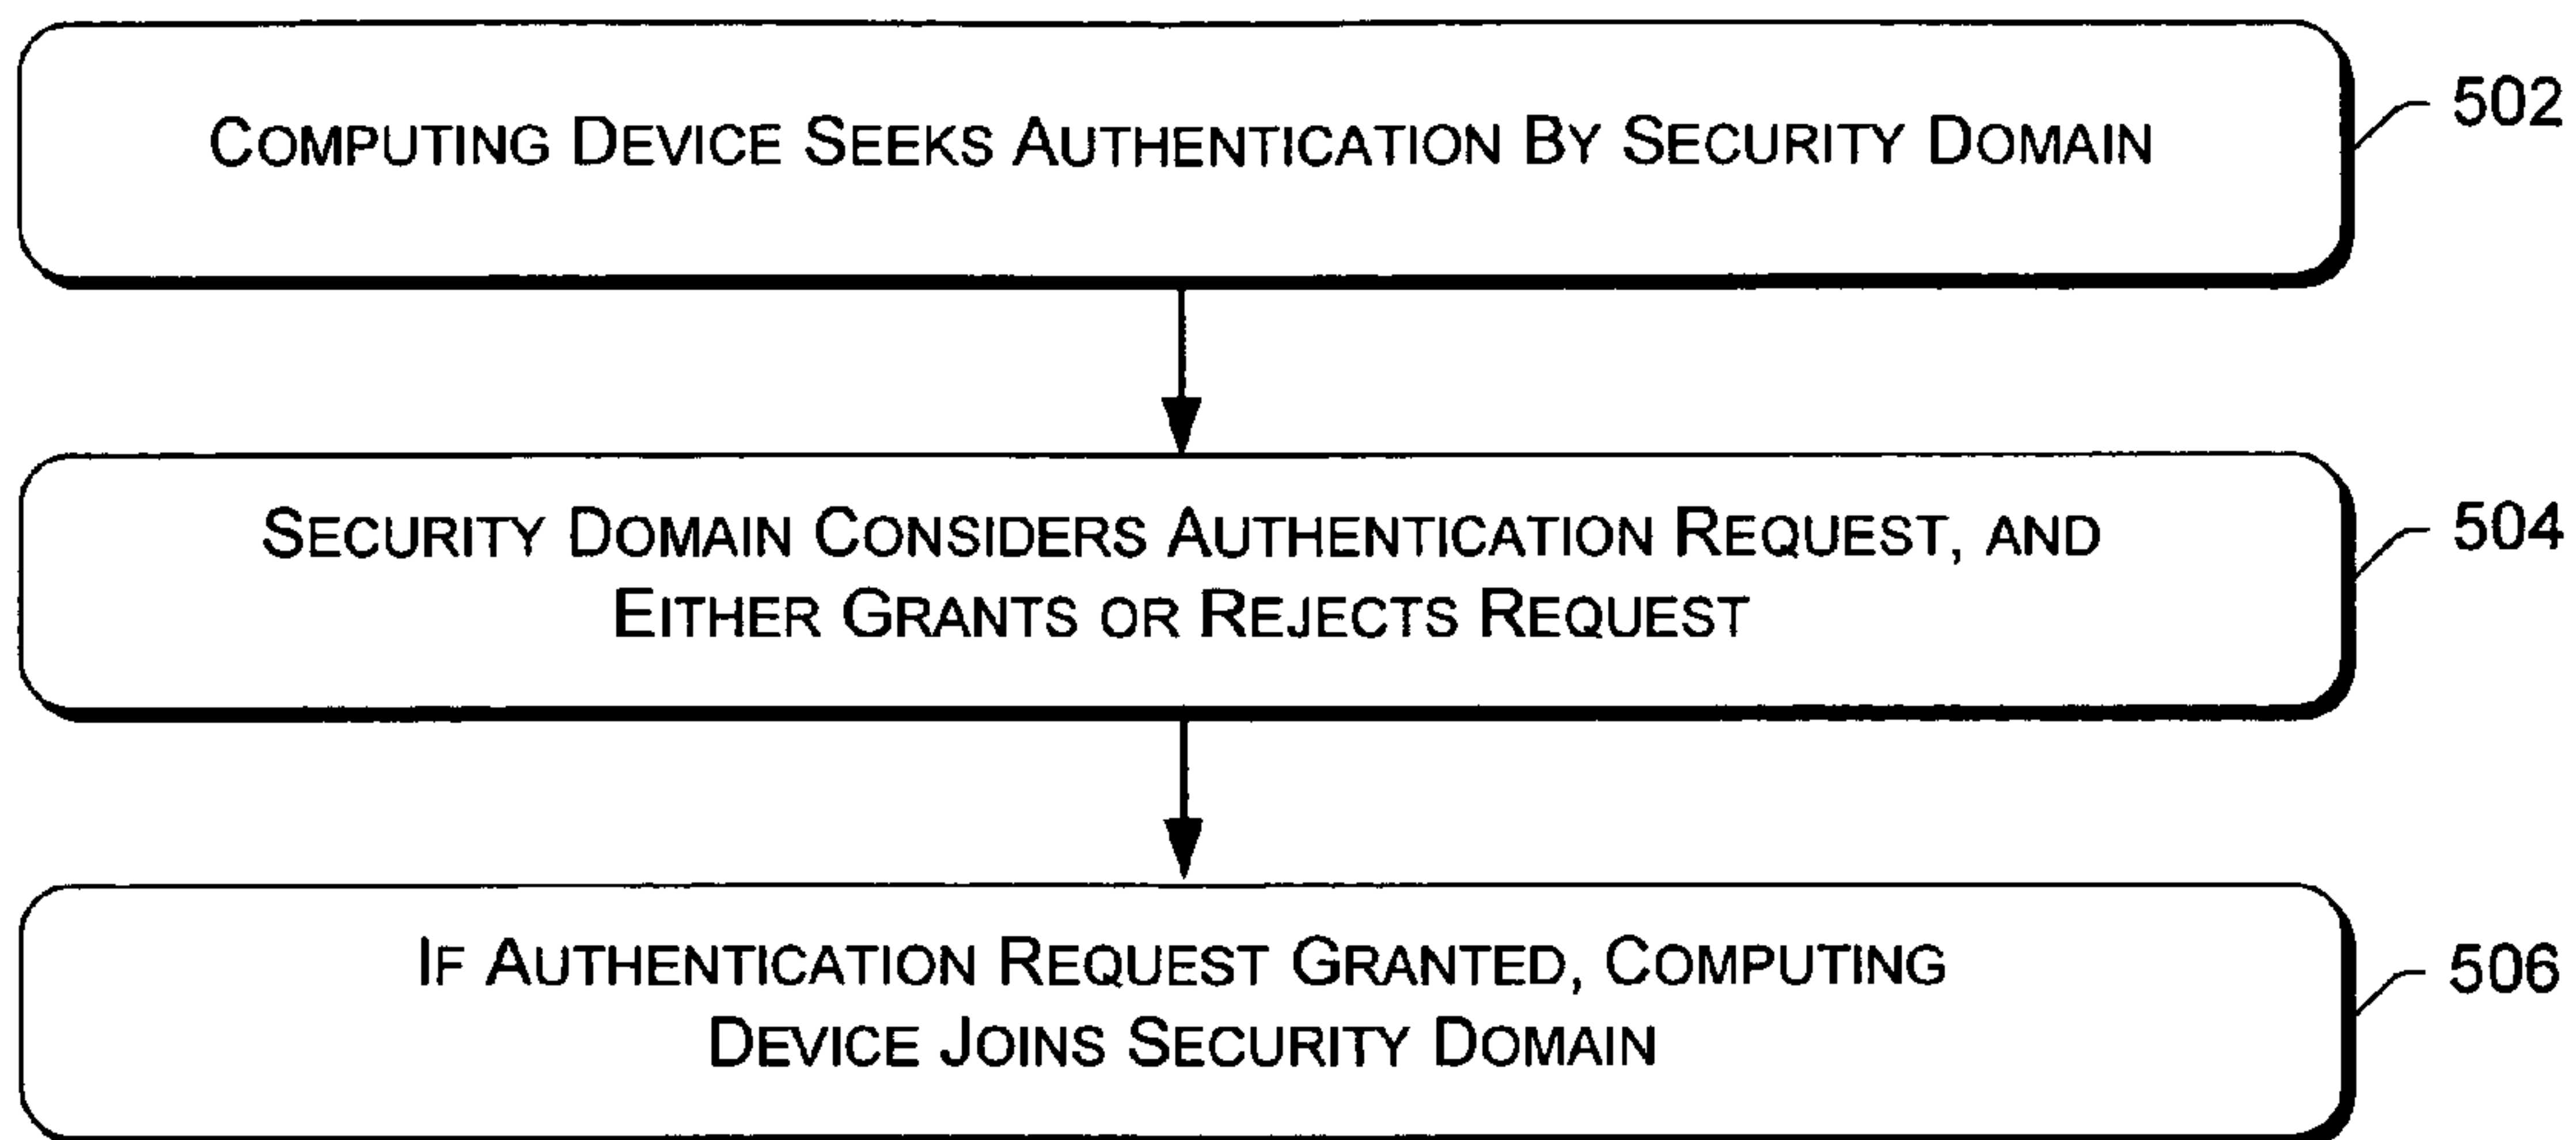 COMPUTING DEVICE SEEKS AUTHENTICATION BY SECURITY DOMAIN
502
SECURITY DOMAIN CONSIDERS AUTHENTICATION REQUEST, AND
EITHER GRANTS OR REJECTS REQUEST
504
IF AUTHENTICATION REQUEST GRANTED, COMPUTING
DEVICE JOINS SECURITY DOMAIN
506